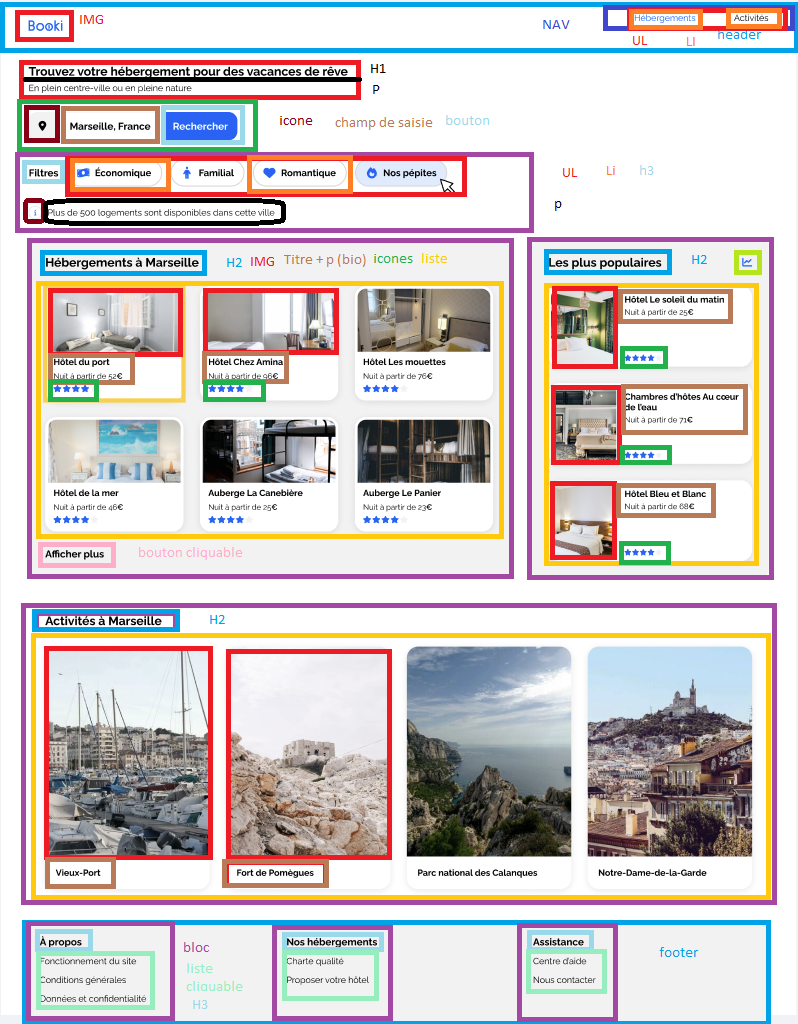 Booki IMG NAV Hébergements Activités
UL LI header
Trouvez votre hébergement pour des vacances de rêve H1
En plein centre-ville ou en pleine nature P
Marseille, France Rechercher icone champ de saisie bouton
Filtres Économique Familial Romantique Nos pépites UL Li h3
i Plus de 500 logements sont disponibles dans cette ville p
Hébergements à Marseille H2 IMG Titre + p (bio) icones liste
Hôtel du port
Nuit à partir de 52€
Hôtel Chez Amina
Nuit à partir de 96€
Hôtel Les mouettes
Nuit à partir de 76€
Hôtel de la mer
Nuit à partir de 46€
Auberge La Canebière
Nuit à partir de 25€
Auberge Le Panier
Nuit à partir de 23€
Afficher plus bouton cliquable
Les plus populaires H2
Hôtel Le soleil du matin
Nuit à partir de 25€
Chambres d'hôtes Au cœur
de l'eau
Nuit à partir de 71€
Hôtel Bleu et Blanc
Nuit à partir de 68€
Activités à Marseille H2
Vieux-Port
Fort de Pomègues
Parc national des Calanques
Notre-Dame-de-la-Garde
À propos
Fonctionnement du site
Conditions générales
Données et confidentialité
bloc
liste
cliquable
H3
Nos hébergements
Charte qualité
Proposer votre hôtel
Assistance
Centre d'aide
Nous contacter
footer